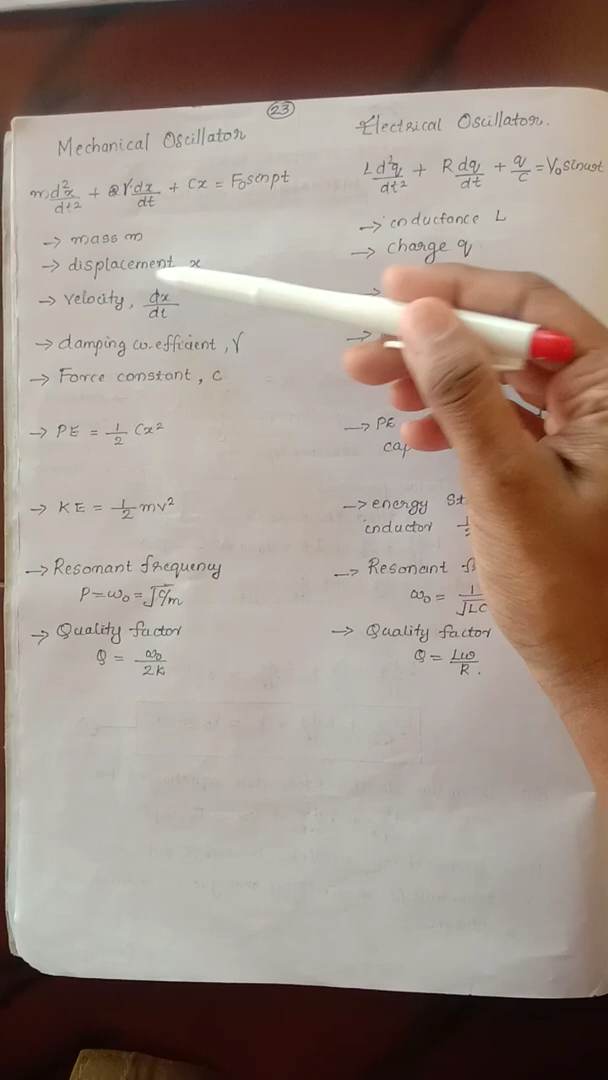 23
Mechanical Oscillator
m d²x/dt² + 2γ dx/dt + Cx = F₀sinpt
→ mass m
→ displacement x
→ velocity, dx/dt
→ damping co-efficient, γ
→ Force constant, c
→ PE = 1/2 Cx²
→ KE = 1/2 mv²
→ Resonant frequency
P = ω₀ = √C/m
→ Quality factor
Q = ω₀/2K
Electrical Oscillator.
L d²q/dt² + R dq/dt + q/c = V₀sinωt
→ inductance L
→ charge q
→
→
→ PE
cap
→ energy st
inductor
→ Resonant
ω₀ = 1/√LC
→ Quality factor
Q = Lω/R.